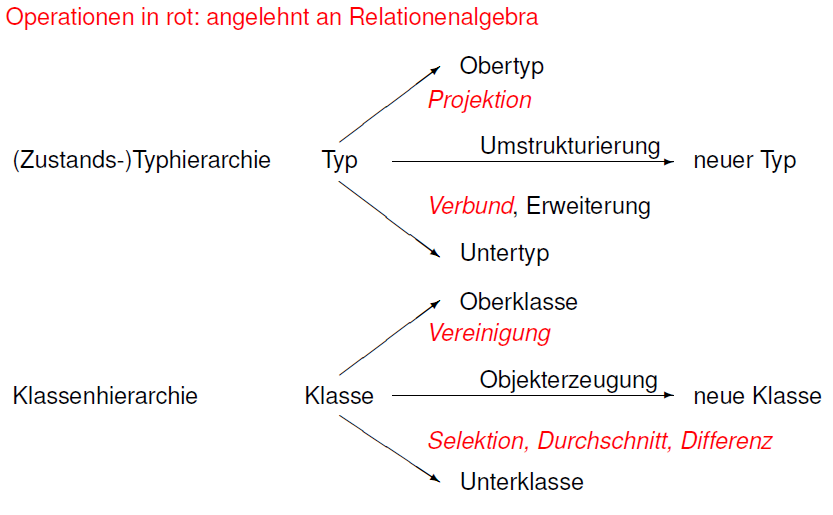 Operationen in rot: angelehnt an Relationenalgebra
Obertyp
Projektion
(Zustands-)Typhierarchie Typ Umstrukturierung neuer Typ
Verbund, Erweiterung
Untertyp
Oberklasse
Vereinigung
Klassenhierarchie Klasse Objekterzeugung neue Klasse
Selektion, Durchschnitt, Differenz
Unterklasse